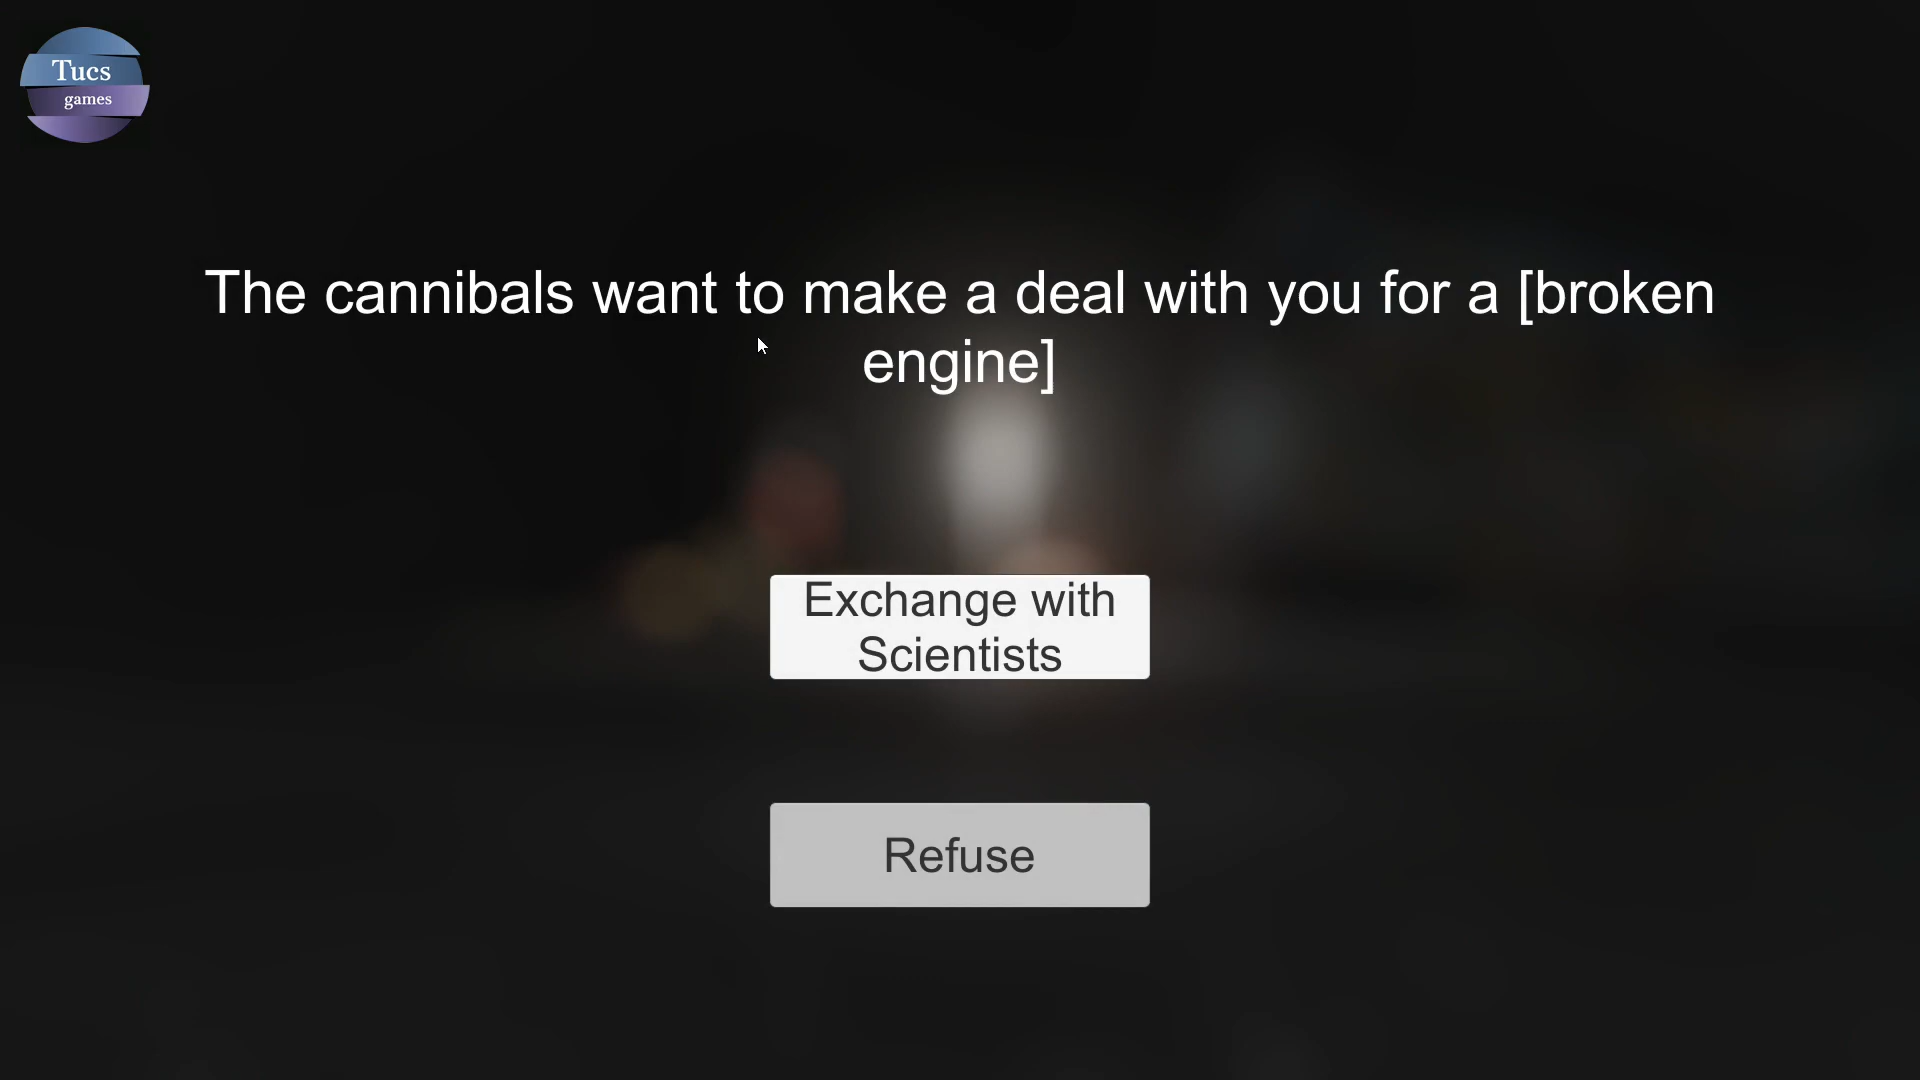 Tucs
games
The cannibals want to make a deal with you for a [broken
engine]
Exchange with
Scientists
Refuse